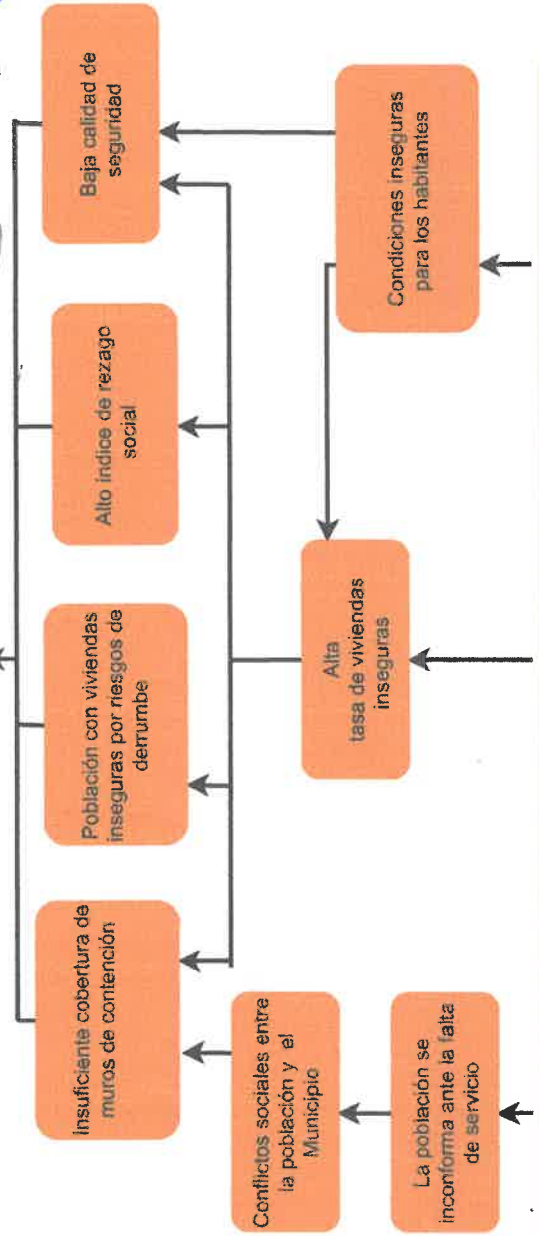 Insuficiente cobertura de
muros de contención
Población con viviendas
inseguras por riesgos de
derrumbe
Alto índice de rezago
social
Baja calidad de
seguridad
Conflictos sociales entre
la población y el
Municipio
Alta
tasa de viviendas
inseguras
Condiciones inseguras
para los habitantes
La población se
inconforma ante la falta
de servicio